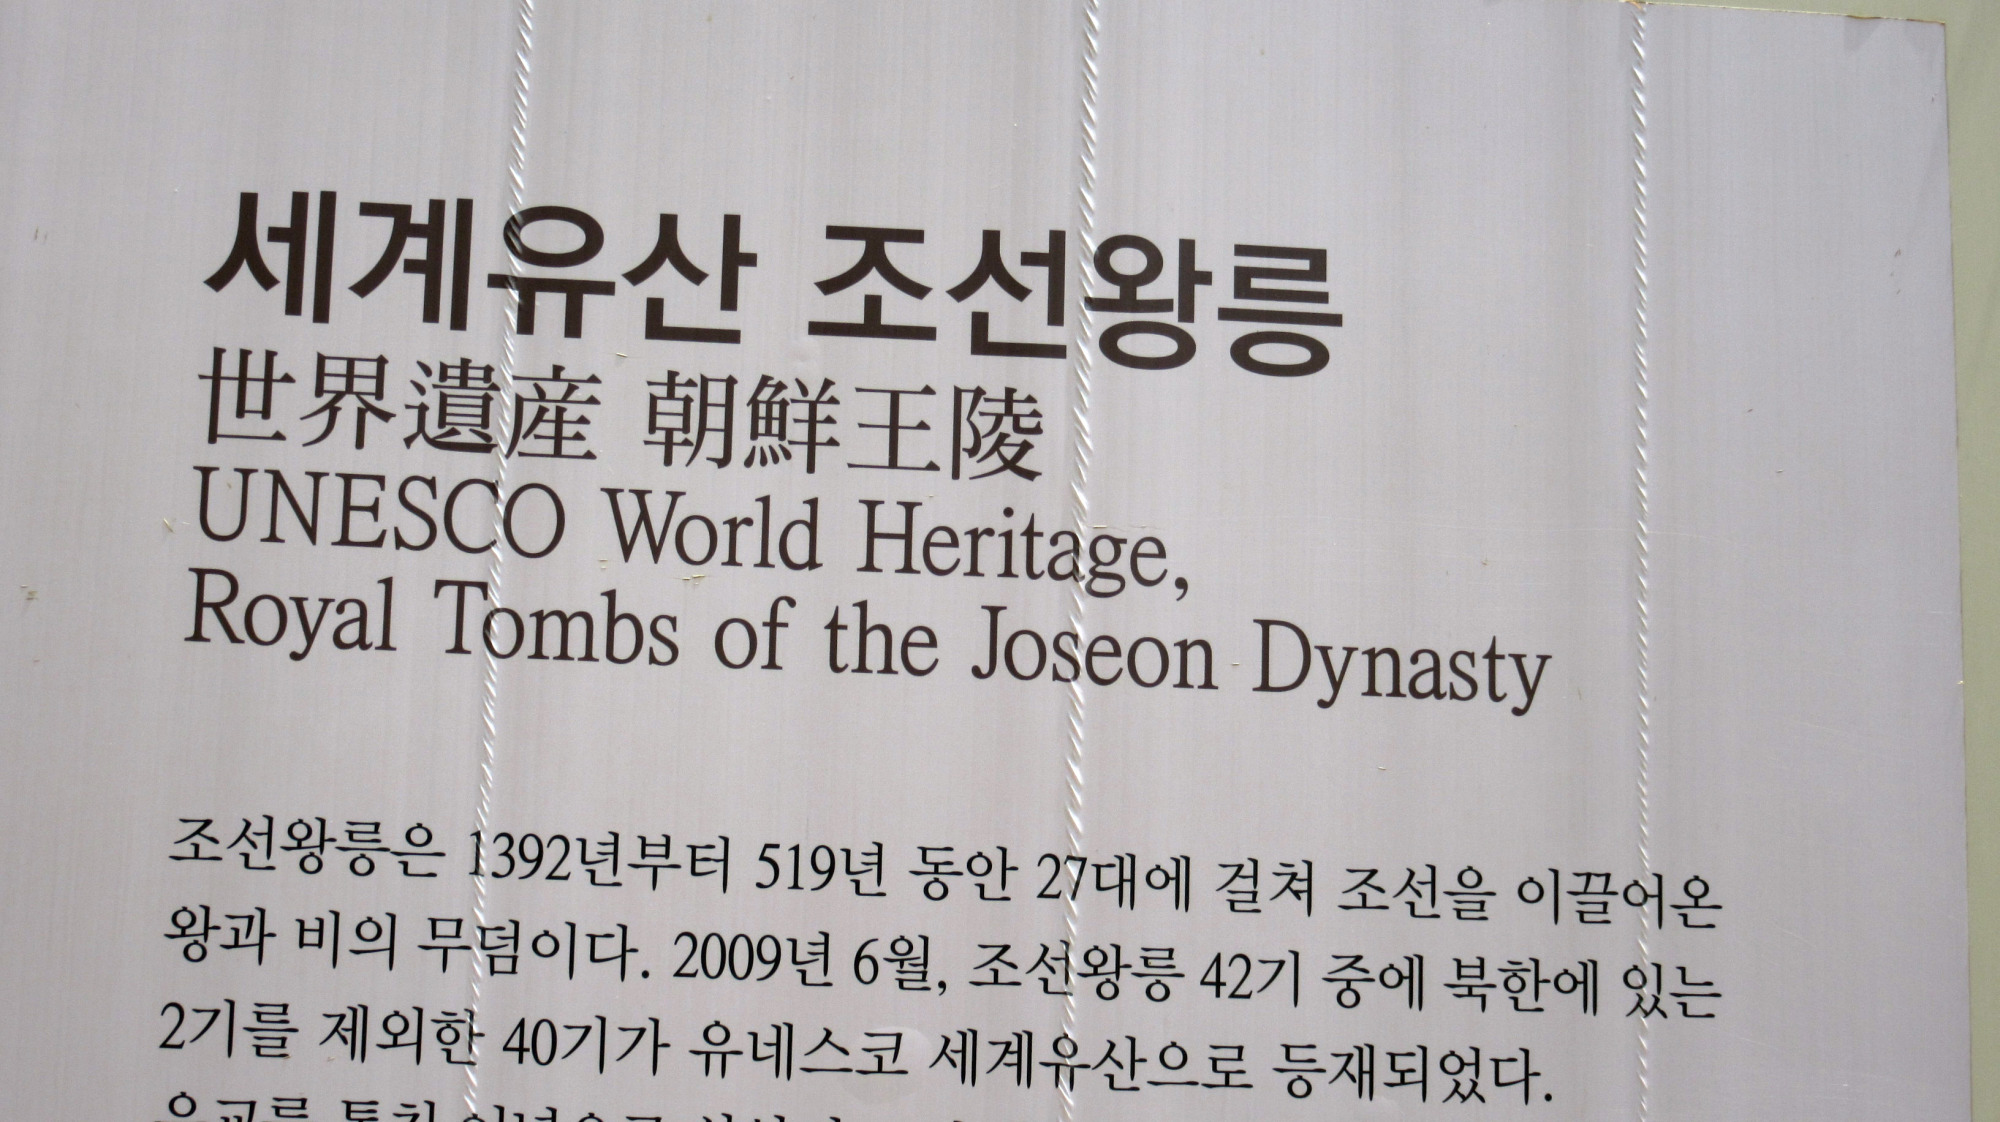 세계유산 조선왕릉
世界遺産 朝鮮王陵
UNESCO World Heritage,
Royal Tombs of the Joseon Dynasty
조선왕릉은 1392년부터 519년 동안 27대에 걸쳐 조선을 이끌어온
왕과 비의 무덤이다. 2009년 6월, 조선왕릉 42기 중에 북한에 있는
2기를 제외한 40기가 유네스코 세계유산으로 등재되었다.